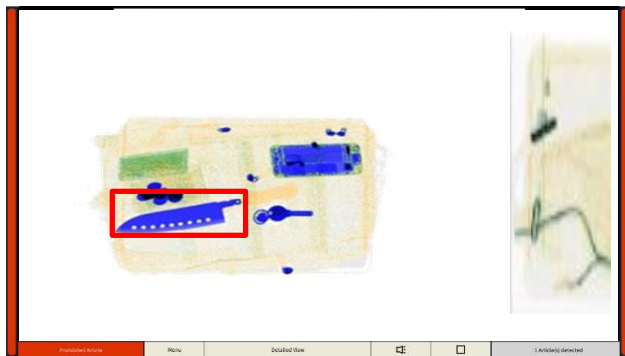 Prohibited Article
Menu
Detailed View
1 Article(s) detected